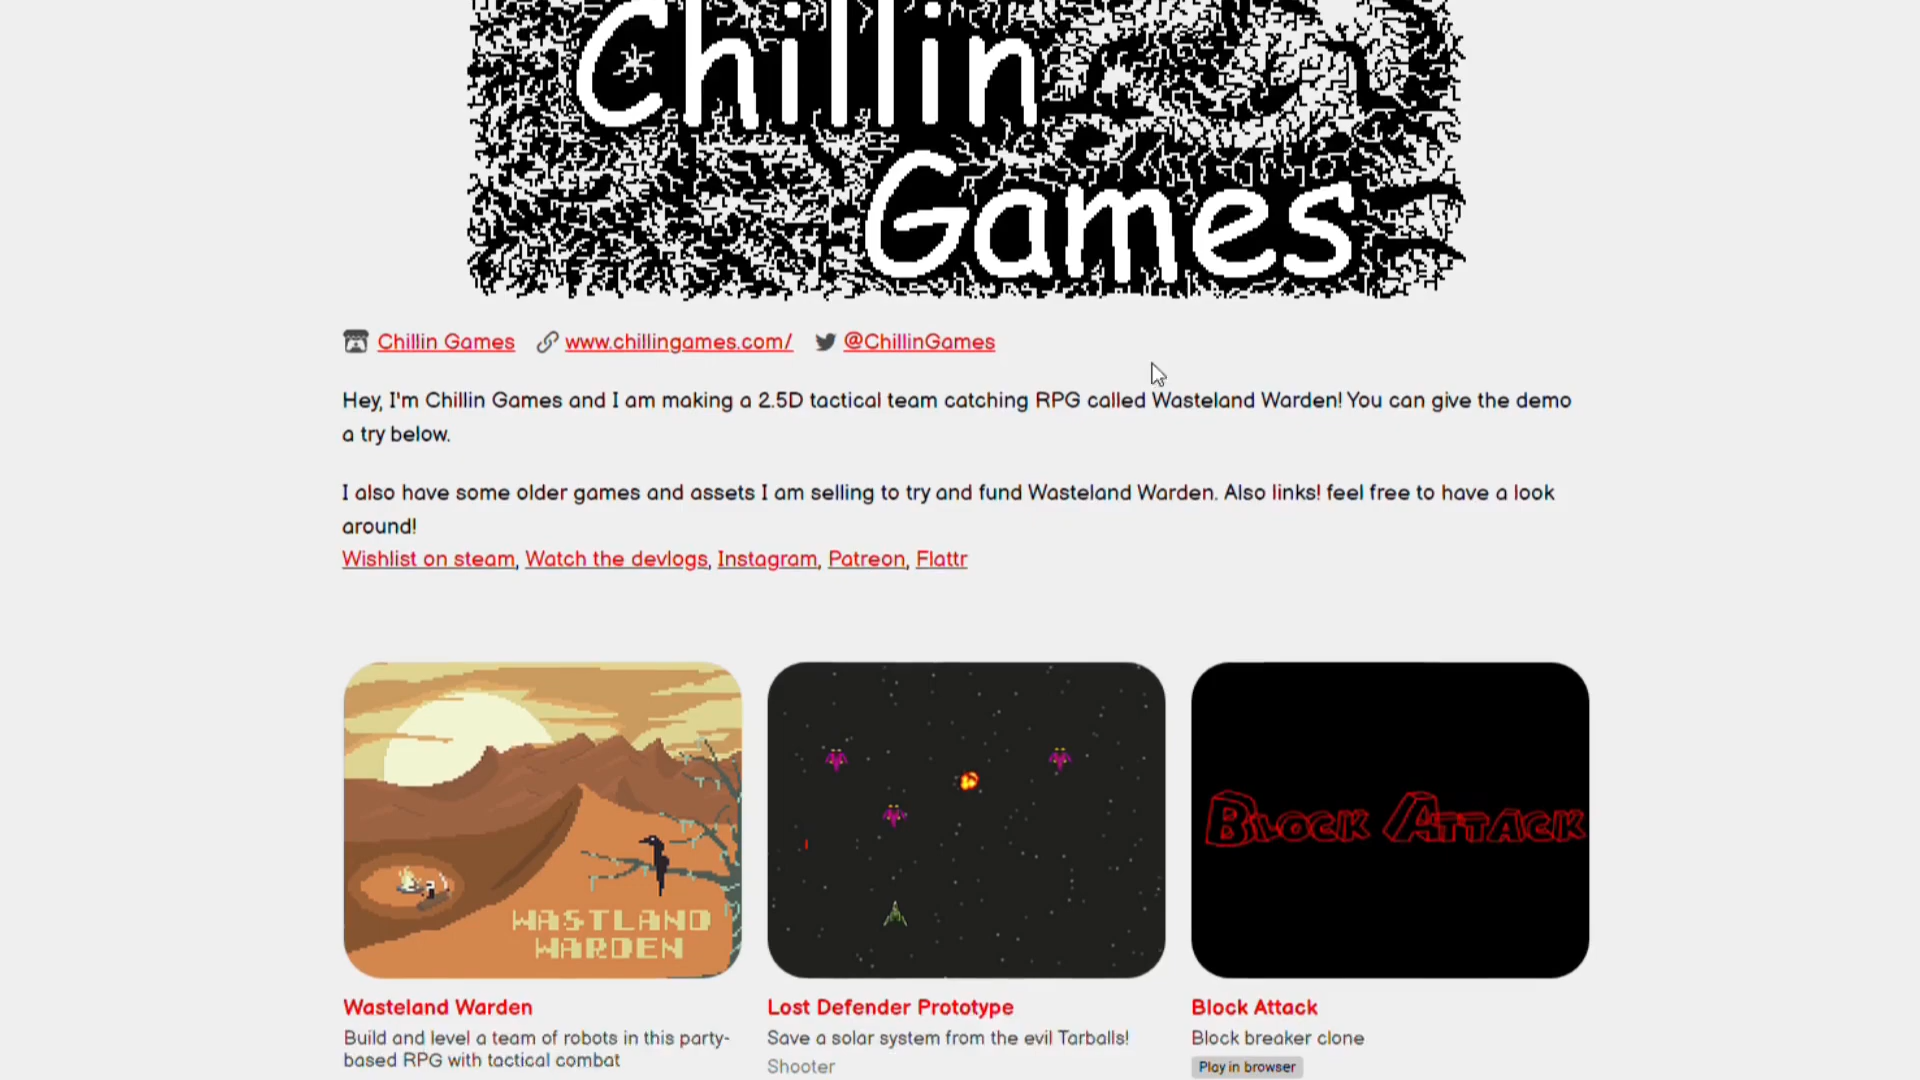 Chillin
Games
Chillin Games www.chillingames.com/ @ChillinGames
Hey, I'm Chillin Games and I am making a 2.5D tactical team catching RPG called Wasteland Warden! You can give the demo
a try below.
I also have some older games and assets I am selling to try and fund Wasteland Warden. Also links! feel free to have a look
around!
Wishlist on steam, Watch the devlogs, Instagram, Patreon, Flattr
WASTLAND
WARDEN
Block Attack
Wasteland Warden
Build and level a team of robots in this party-
based RPG with tactical combat
Lost Defender Prototype
Save a solar system from the evil Tarballs!
Shooter
Block Attack
Block breaker clone
Play in browser